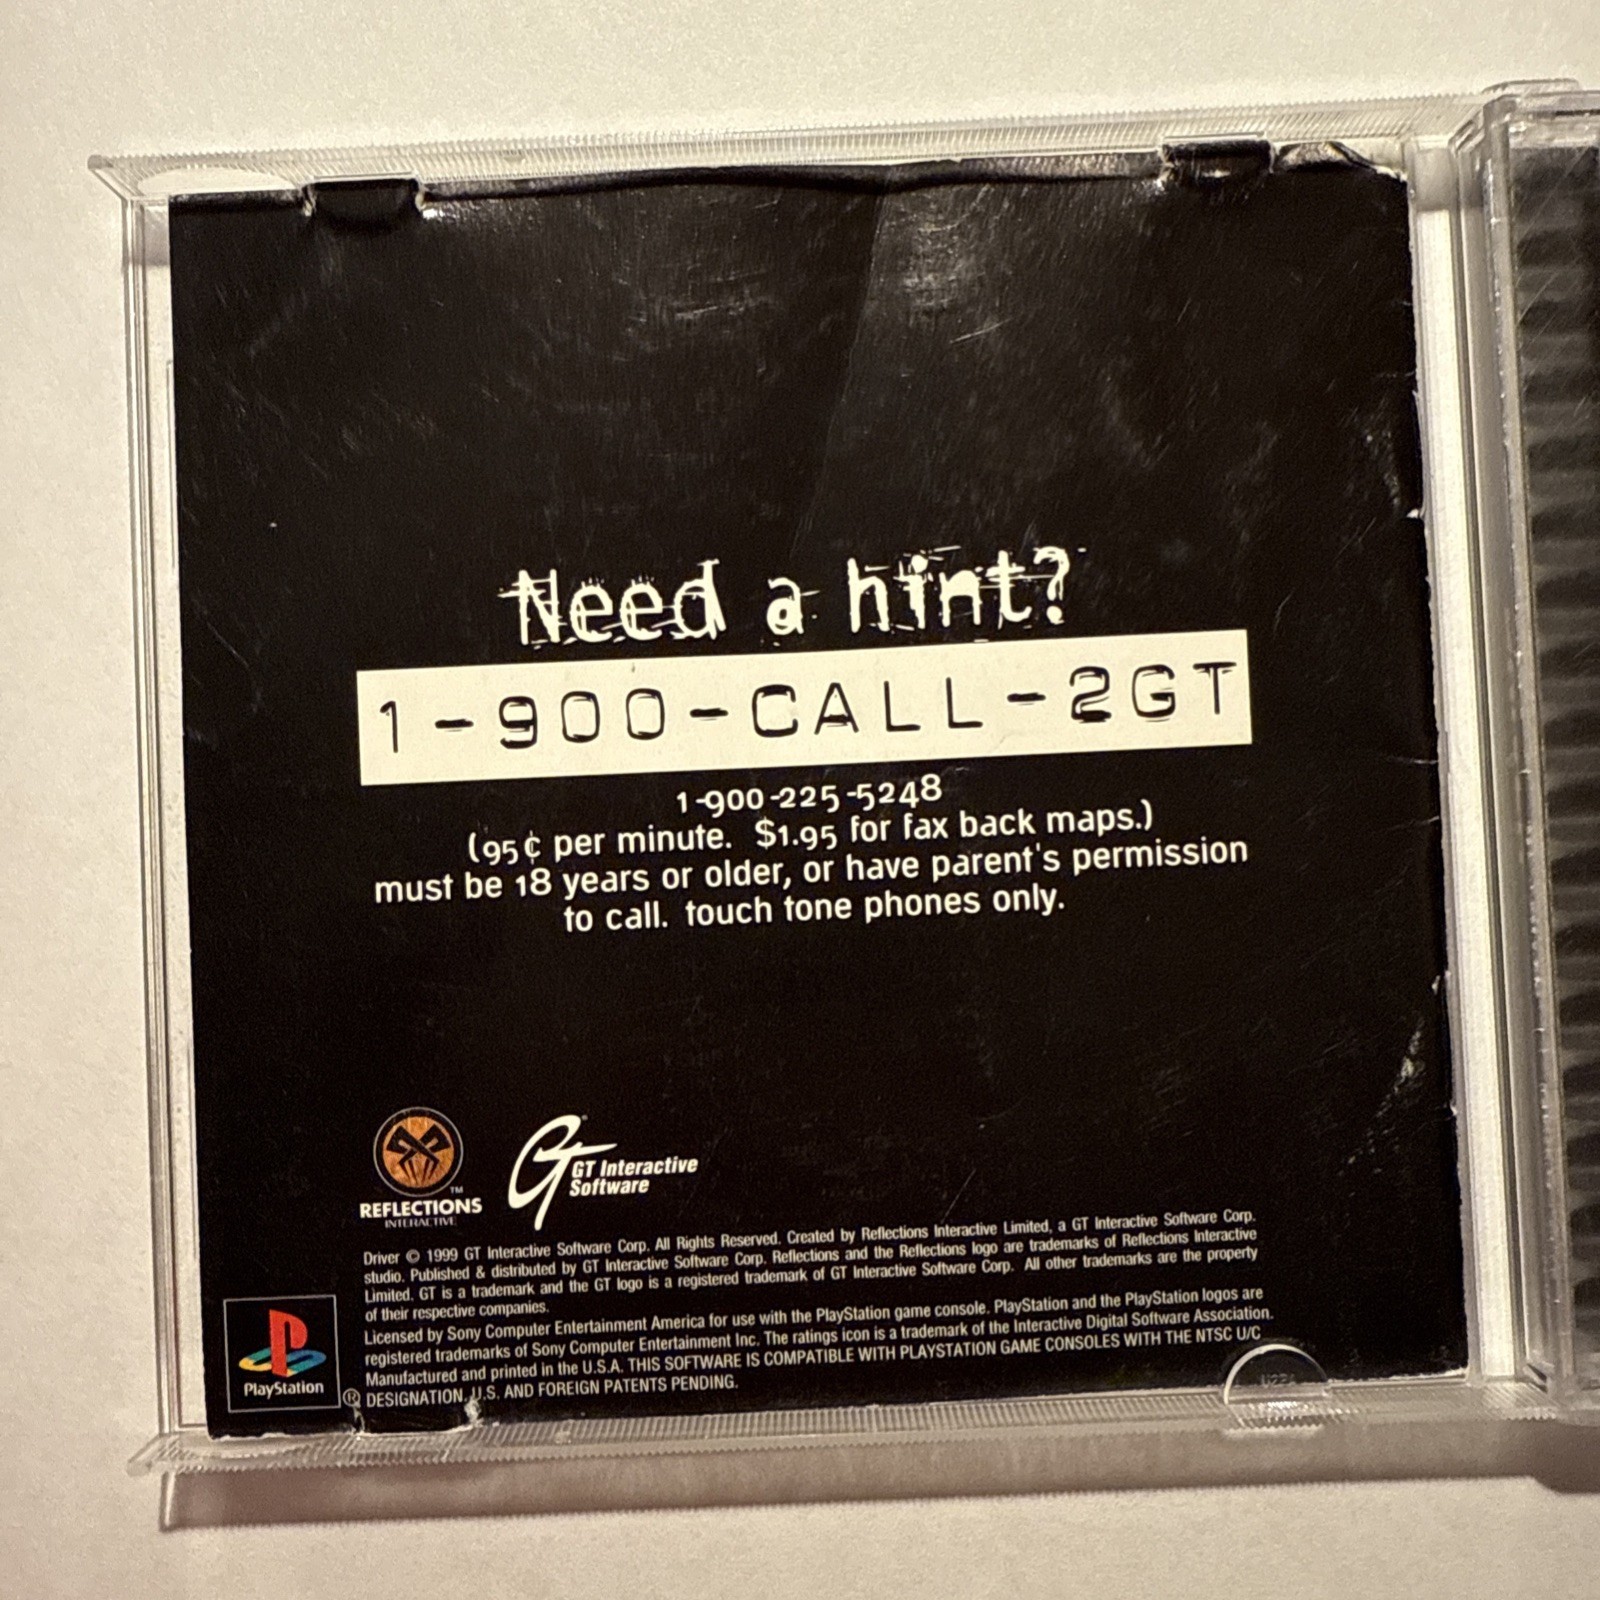 Need a hint?
1-900-CALL-2GT
1-900-225-5248
(95¢ per minute. $1.95 for fax back maps.)
must be 18 years or older, or have parent's permission
to call. touch tone phones only.
REFLECTIONS™
INTERACTIVE
GT Interactive
Software
Driver © 1999 GT Interactive Software Corp. All Rights Reserved. Created by Reflections Interactive Limited, a GT Interactive Software Corp.
studio. Published & distributed by GT Interactive Software Corp. Reflections and the Reflections logo are trademarks of Reflections Interactive
Limited. GT is a trademark and the GT logo is a registered trademark of GT Interactive Software Corp. All other trademarks are the property
of their respective companies.
Licensed by Sony Computer Entertainment America for use with the PlayStation game console. PlayStation and the PlayStation logos are
registered trademarks of Sony Computer Entertainment Inc. The ratings icon is a trademark of the Interactive Digital Software Association.
Manufactured and printed in the U.S.A. THIS SOFTWARE IS COMPATIBLE WITH PLAYSTATION GAME CONSOLES WITH THE NTSC U/C
DESIGNATION. U.S. AND FOREIGN PATENTS PENDING.
PlayStation ®